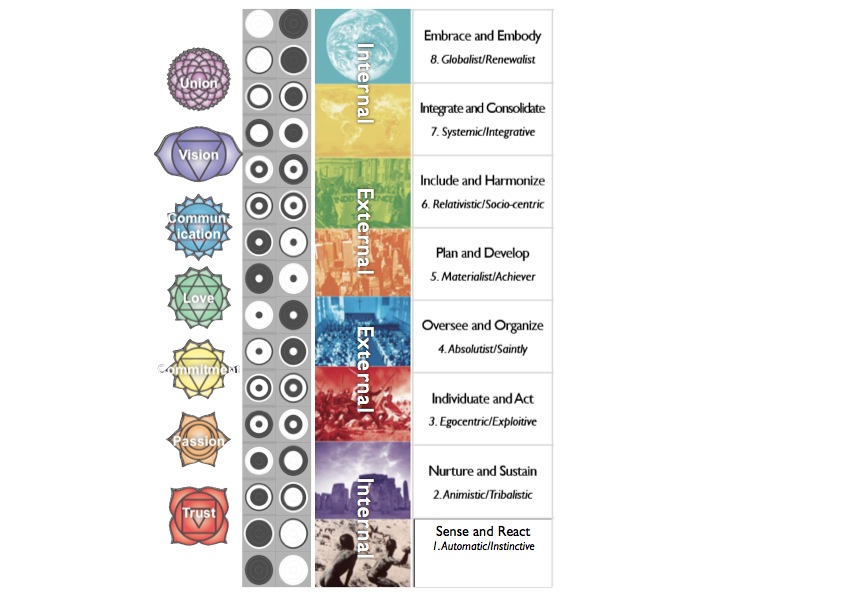 Union
Vision
Commun
ication
Love
Commitment
Passion
Trust
Internal
External
External
Internal
Embrace and Embody
8. Globalist/Renewalist
Integrate and Consolidate
7. Systemic/Integrative
Include and Harmonize
6. Relativistic/Socio-centric
Plan and Develop
5. Materialist/Achiever
Oversee and Organize
4. Absolutist/Saintly
Individuate and Act
3. Egocentric/Exploitive
Nurture and Sustain
2. Animistic/Tribalistic
Sense and React
1. Automatic/Instinctive